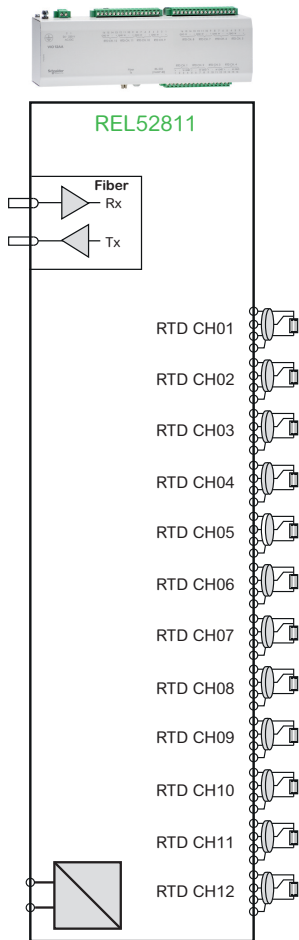 REL52811
Fiber
Rx
Tx
RTD CH01
RTD CH02
RTD CH03
RTD CH04
RTD CH05
RTD CH06
RTD CH07
RTD CH08
RTD CH09
RTD CH10
RTD CH11
RTD CH12